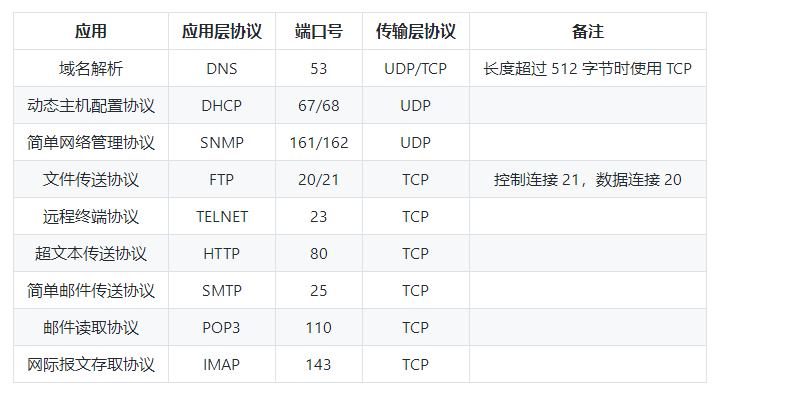 应用 应用层协议 端口号 传输层协议 备注
域名解析 DNS 53 UDP/TCP 长度超过 512 字节时使用 TCP
动态主机配置协议 DHCP 67/68 UDP
简单网络管理协议 SNMP 161/162 UDP
文件传送协议 FTP 20/21 TCP 控制连接 21，数据连接 20
远程终端协议 TELNET 23 TCP
超文本传送协议 HTTP 80 TCP
简单邮件传送协议 SMTP 25 TCP
邮件读取协议 POP3 110 TCP
网际报文存取协议 IMAP 143 TCP